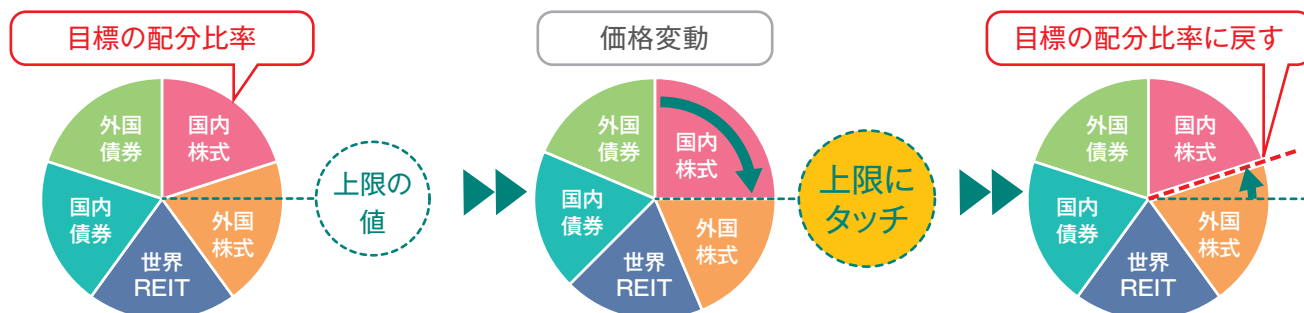 目標の配分比率
外国
債券
国内
株式
国内
債券
外国
株式
世界
REIT
上限の
値
価格変動
外国
債券
国内
株式
国内
債券
外国
株式
世界
REIT
上限に
タッチ
目標の配分比率に戻す
外国
債券
国内
株式
国内
債券
外国
株式
世界
REIT